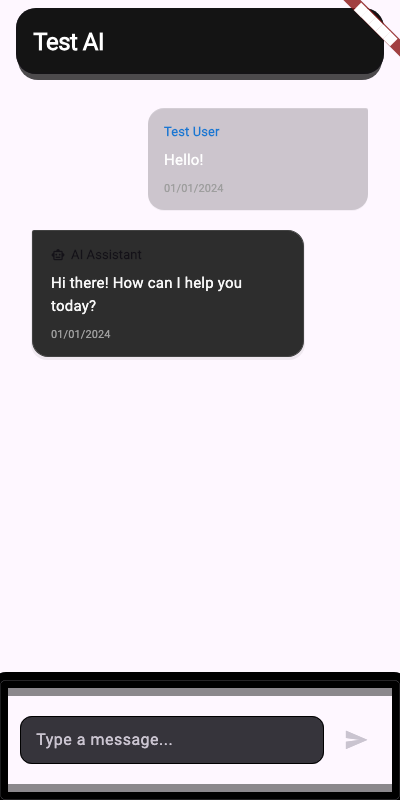 Test AI
Test User
Hello!
01/01/2024
AI Assistant
Hi there! How can I help you
today?
01/01/2024
Type a message...